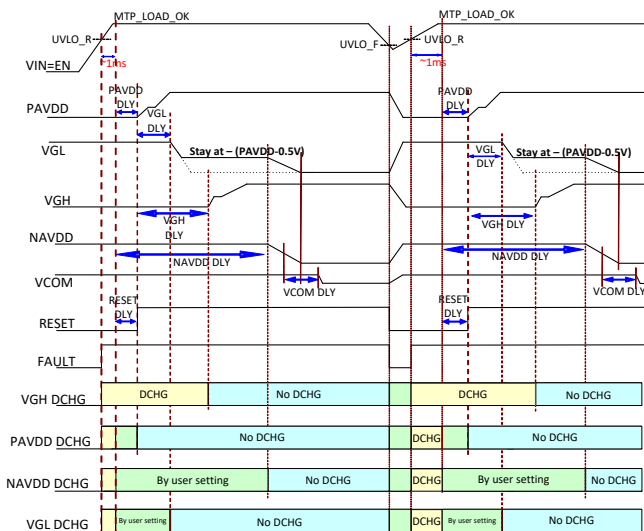 MTP_LOAD_OK
MTP_LOAD_OK
UVLO_R
UVLO_F
UVLO_R
VIN=EN
~1ms
~1ms
PAVDD
DLY
PAVDD
DLY
PAVDD
VGL
DLY
VGL
Stay at – (PAVDD-0.5V)
VGL
DLY
Stay at – (PAVDD-0.5V)
VGH
VGH
DLY
VGH DLY
NAVDD
NAVDD DLY
NAVDD DLY
VCOM
VCOM DLY
VCOM DLY
RESET
DLY
RESET
DLY
RESET
FAULT
VGH DCHG
DCHG
No DCHG
DCHG
No DCHG
PAVDD DCHG
No DCHG
DCHG
No DCHG
NAVDD DCHG
By user setting
No DCHG
DCHG
By user setting
No DCHG
VGL DCHG
By user setting
No DCHG
DCHG
By user setting
No DCHG